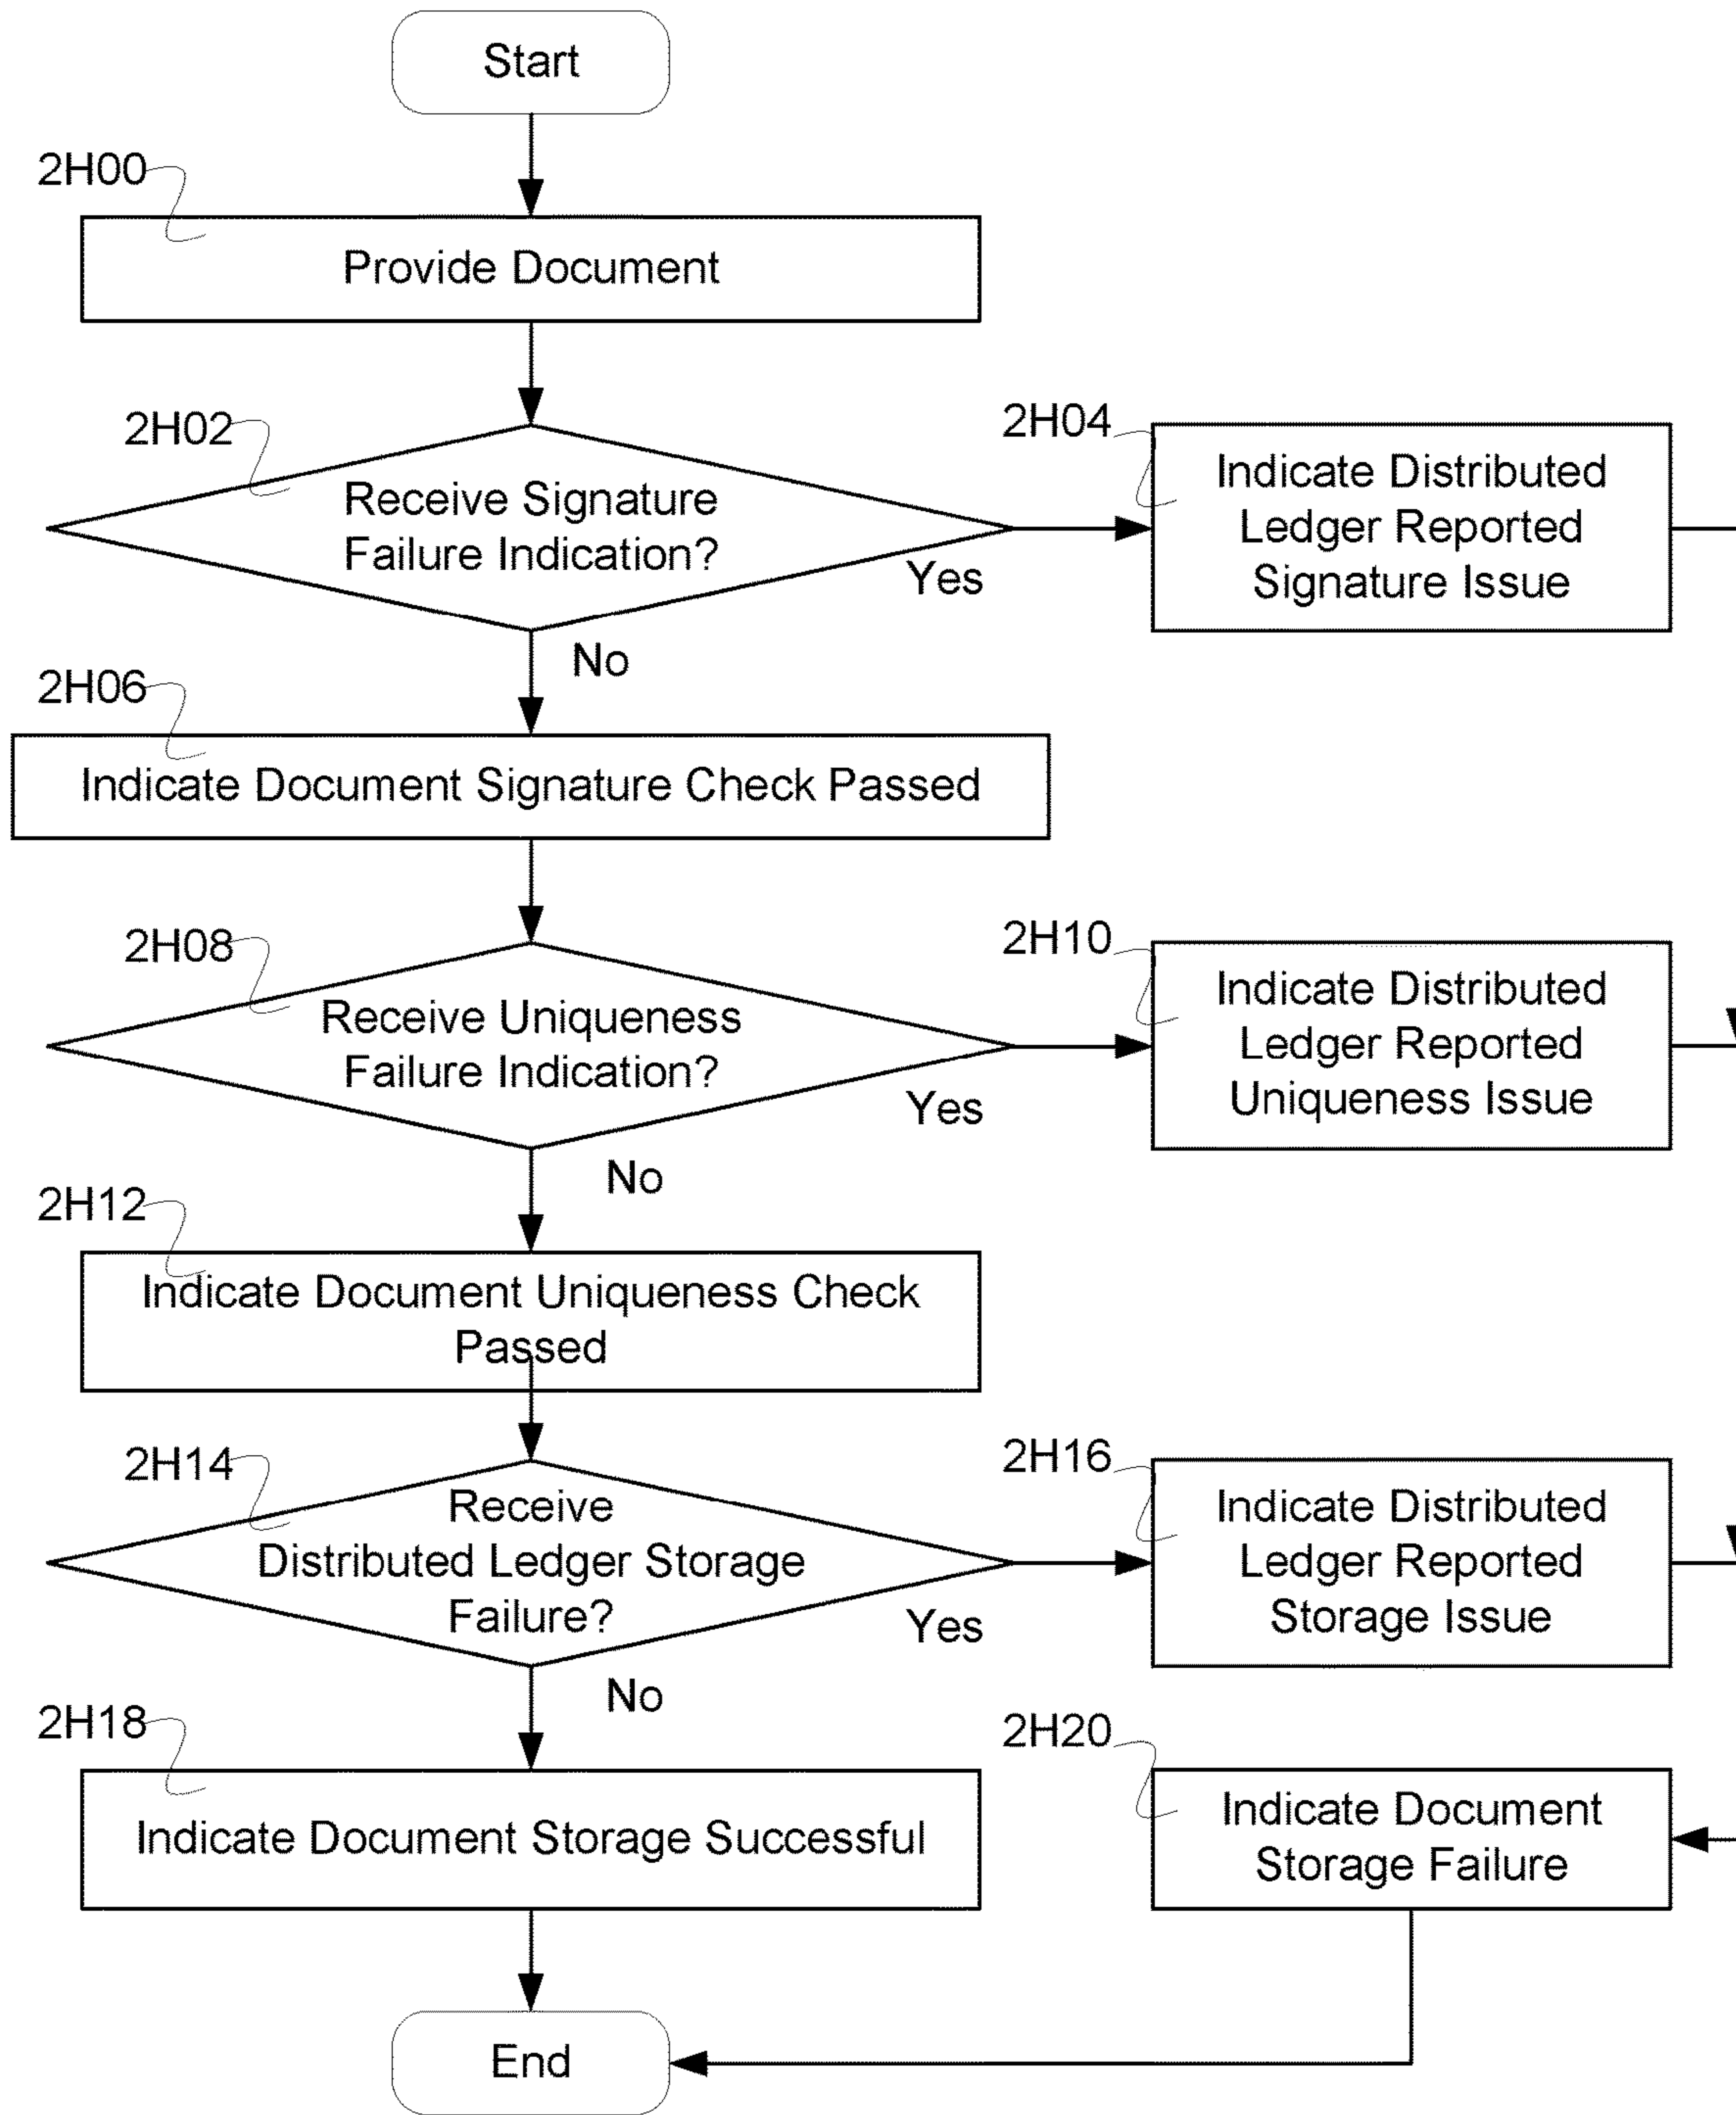 Start
2H00
Provide Document
2H02
Receive Signature
Failure Indication?
Yes
No
2H04
Indicate Distributed
Ledger Reported
Signature Issue
2H06
Indicate Document Signature Check Passed
2H08
Receive Uniqueness
Failure Indication?
Yes
No
2H10
Indicate Distributed
Ledger Reported
Uniqueness Issue
2H12
Indicate Document Uniqueness Check
Passed
2H14
Receive
Distributed Ledger Storage
Failure?
Yes
No
2H16
Indicate Distributed
Ledger Reported
Storage Issue
2H18
Indicate Document Storage Successful
2H20
Indicate Document
Storage Failure
End